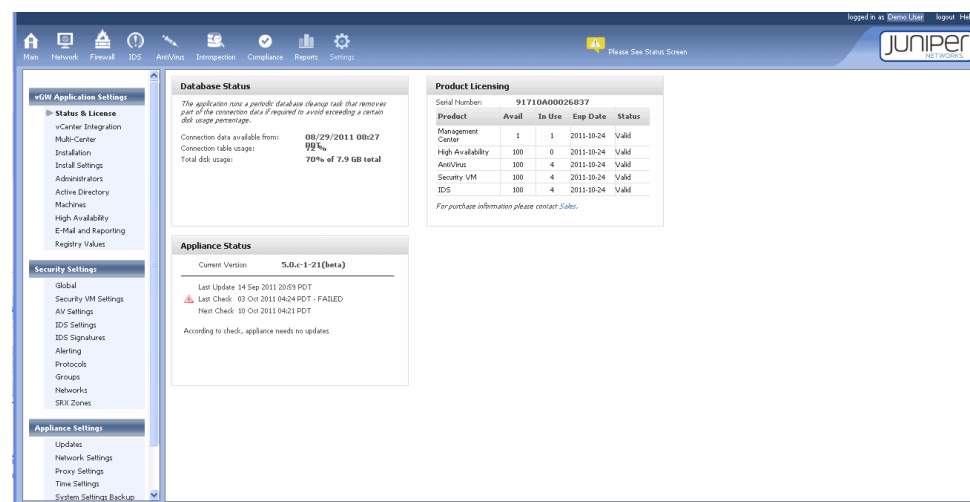 logged in as Demo User logout Hel
Main Network Firewall IDS AntiVirus Introspection Compliance Reports Settings
Please See Status Screen
JUNIPER
NETWORKS
vGW Application Settings
Status & License
vCenter Integration
Multi-Center
Installation
Install Settings
Administrators
Active Directory
Machines
High Availability
E-Mail and Reporting
Registry Values
Security Settings
Global
Security VM Settings
AV Settings
IDS Settings
IDS Signatures
Alerting
Protocols
Groups
Networks
SRX Zones
Appliance Settings
Updates
Network Settings
Proxy Settings
Time Settings
System Settings Backup
Database Status
The application runs a periodic database cleanup task that removes
part of the connection data if required to avoid exceeding a certain
disk usage percentage.
Connection data available from: 08/29/2011 08:27
PDT
Connection table usage: 72 %
Total disk usage: 70% of 7.9 GB total
Product Licensing
Serial Number: 91710A00026837
Product Avail In Use Exp Date Status
Management
Center 1 1 2011-10-24 Valid
High Availability 100 0 2011-10-24 Valid
AntiVirus 100 4 2011-10-24 Valid
Security VM 100 4 2011-10-24 Valid
IDS 100 4 2011-10-24 Valid
For purchase information please contact Sales.
Appliance Status
Current Version 5.0.c-1-21(beta)
Last Update 14 Sep 2011 20:59 PDT
Last Check 03 Oct 2011 04:24 PDT - FAILED
Next Check 10 Oct 2011 04:21 PDT
According to check, appliance needs no updates